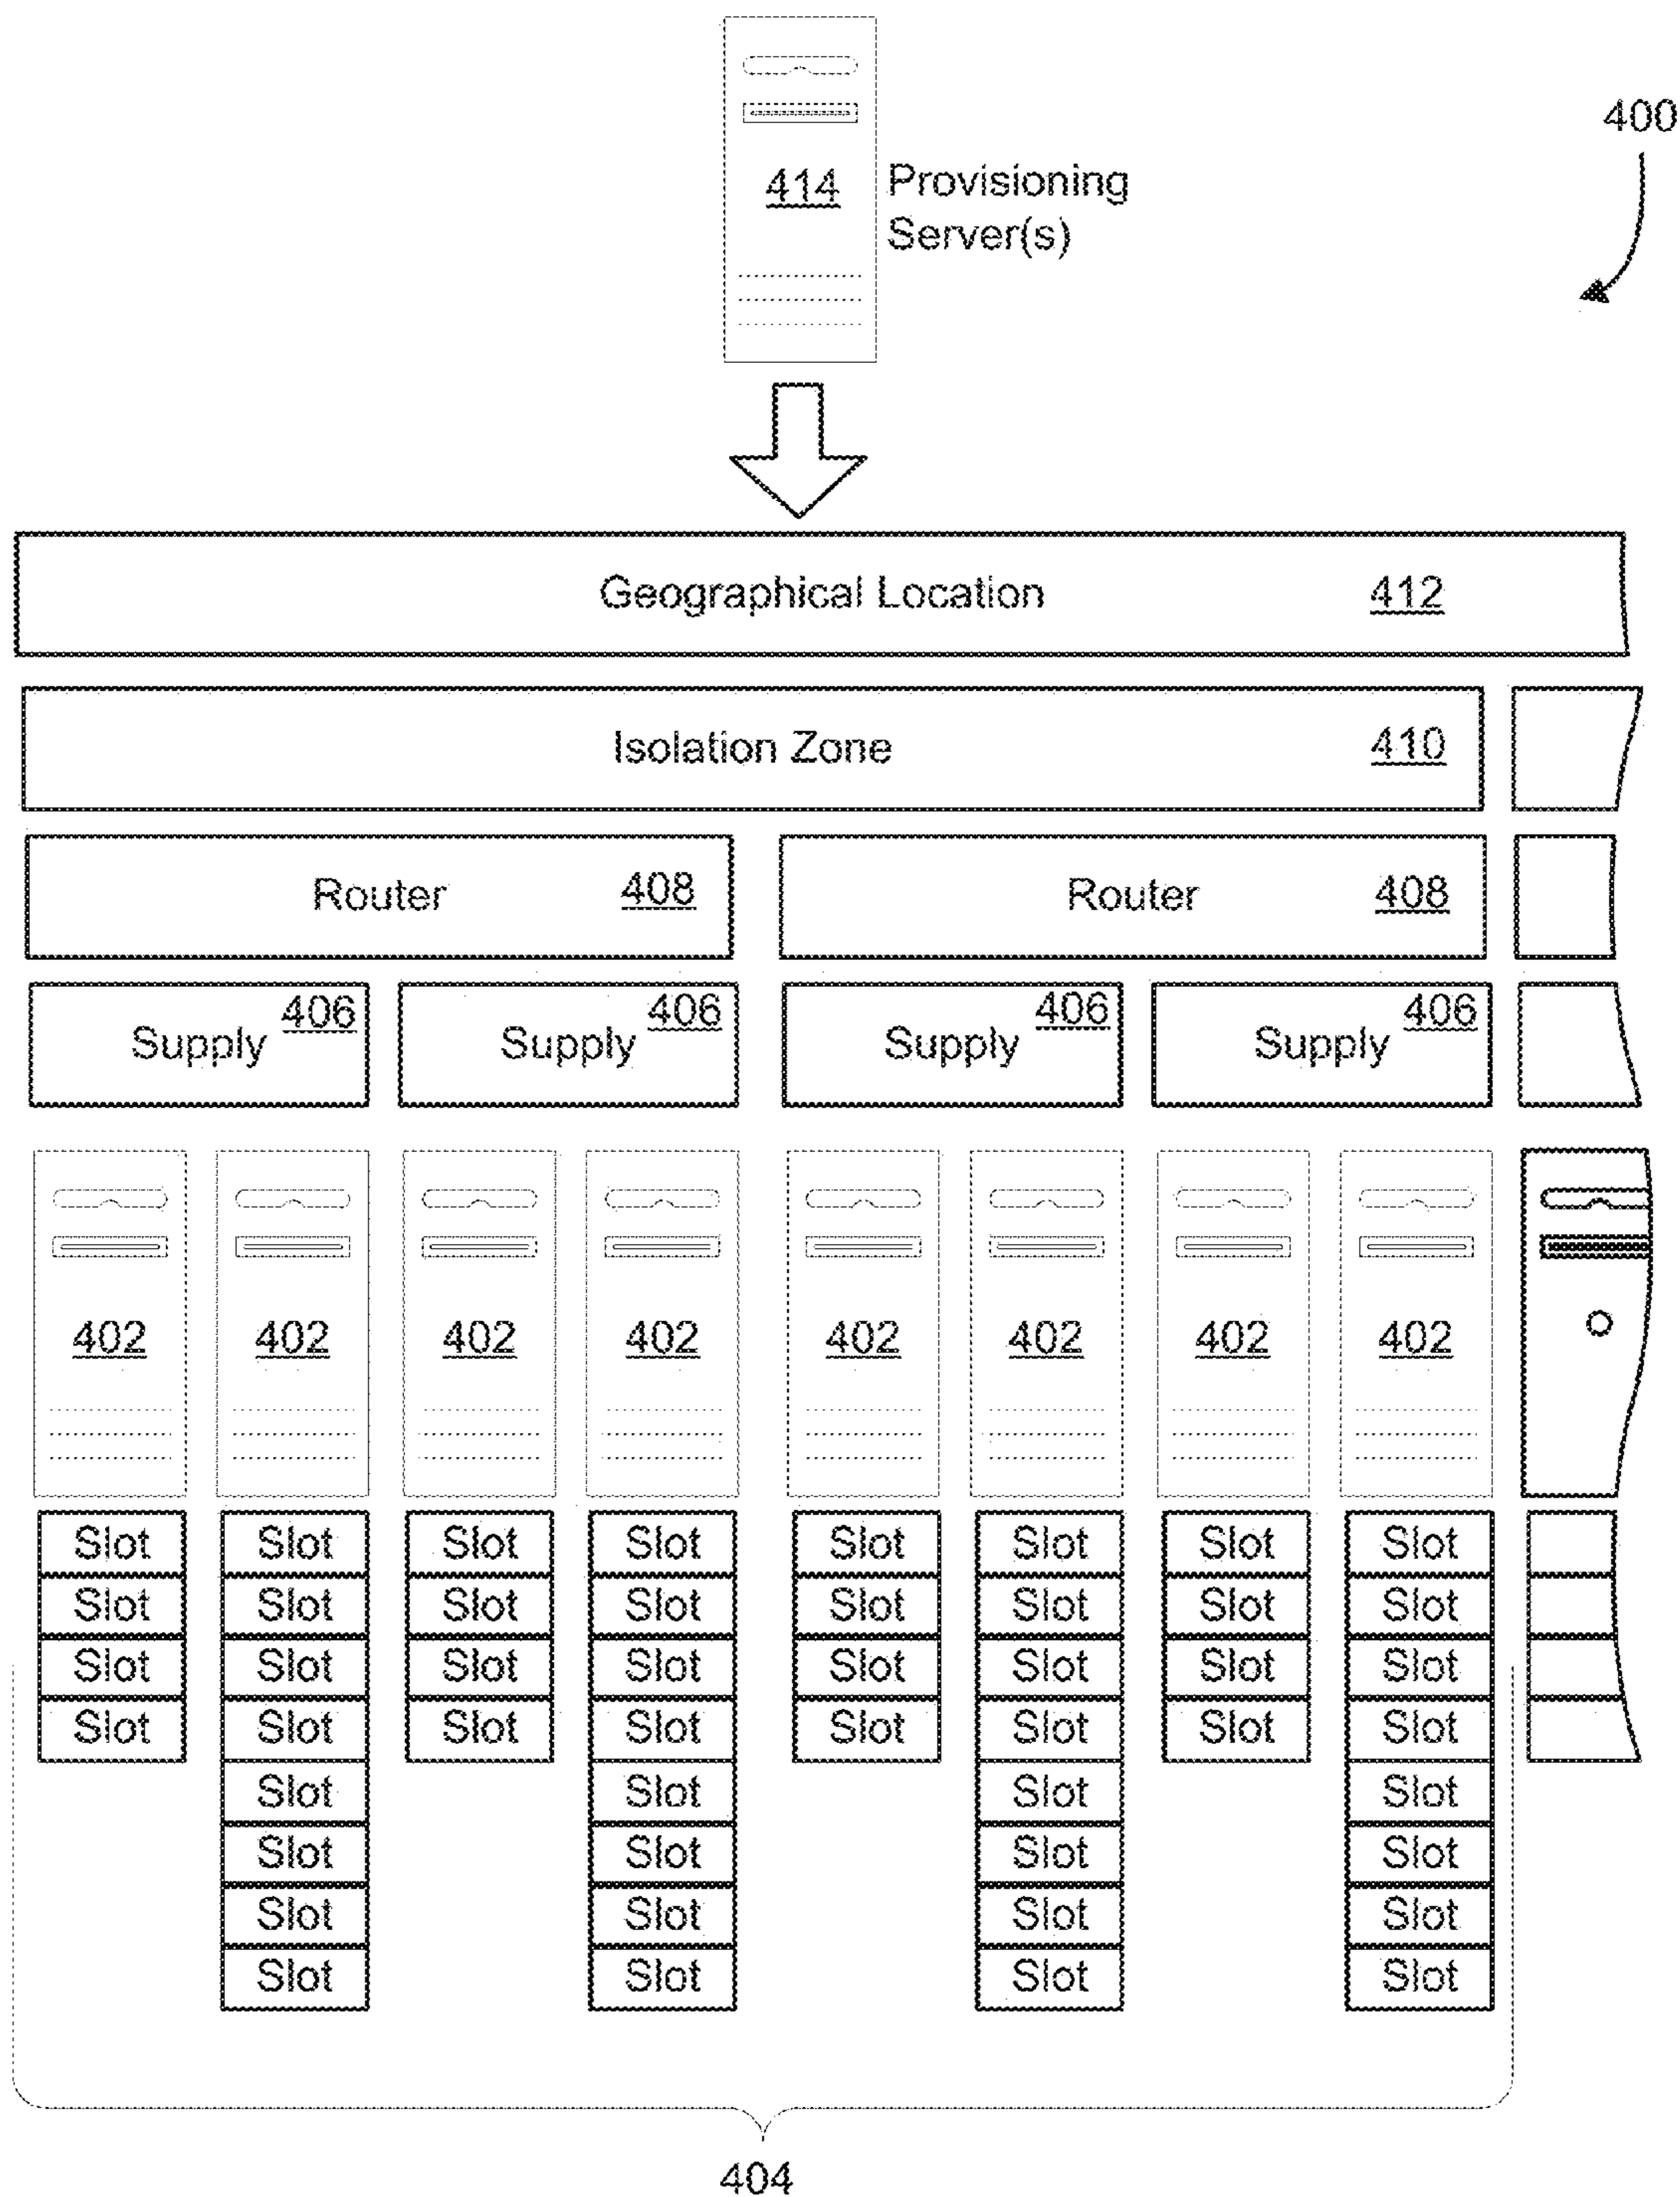 400
414
Provisioning
Server(s)
Geographical Location 412
Isolation Zone 410
Router 408 Router 408
Supply 406 Supply 406 Supply 406 Supply 406
402 402 402 402 402 402 402 402
Slot Slot Slot Slot Slot Slot Slot Slot
Slot Slot Slot Slot Slot Slot Slot Slot
Slot Slot Slot Slot Slot Slot Slot Slot
Slot Slot Slot Slot Slot Slot Slot Slot
Slot Slot Slot Slot
Slot Slot Slot Slot
Slot Slot Slot Slot
Slot Slot Slot Slot
404